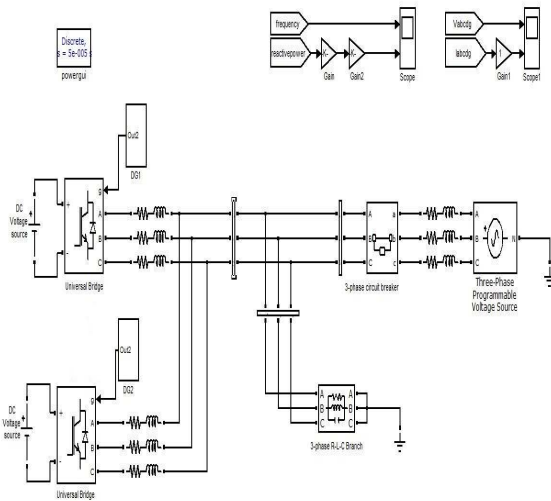 Discrete,
s = 5e-005 s
powergui
frequency
reactivepower
K-
K-
Gain
Gain2
Scope
Vabcdg
Iabcdg
Gain1
Scope1
Out2
DG1
DC
Voltage
source
+
-
g
A
B
C
Universal Bridge
A
B
C
a
b
c
3-phase circuit breaker
A
B
C
N
Three-Phase
Programmable
Voltage Source
Out2
DG2
DC
Voltage
source
+
-
g
A
B
C
Universal Bridge
A
B
C
A
B
C
3-phase R-L-C Branch